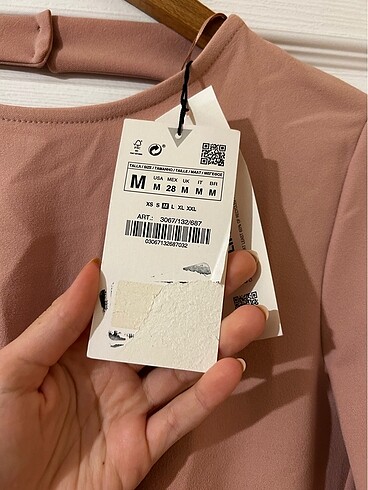 TALLA / SIZE / TAMANHO / TAILLE / MAAT / ΜΕΓΕΘΟΣ
M
USA MEX UK IT BR
M 28 M M M
XS S M L XL XXL
ART.: 3067/132/687
03067132687032